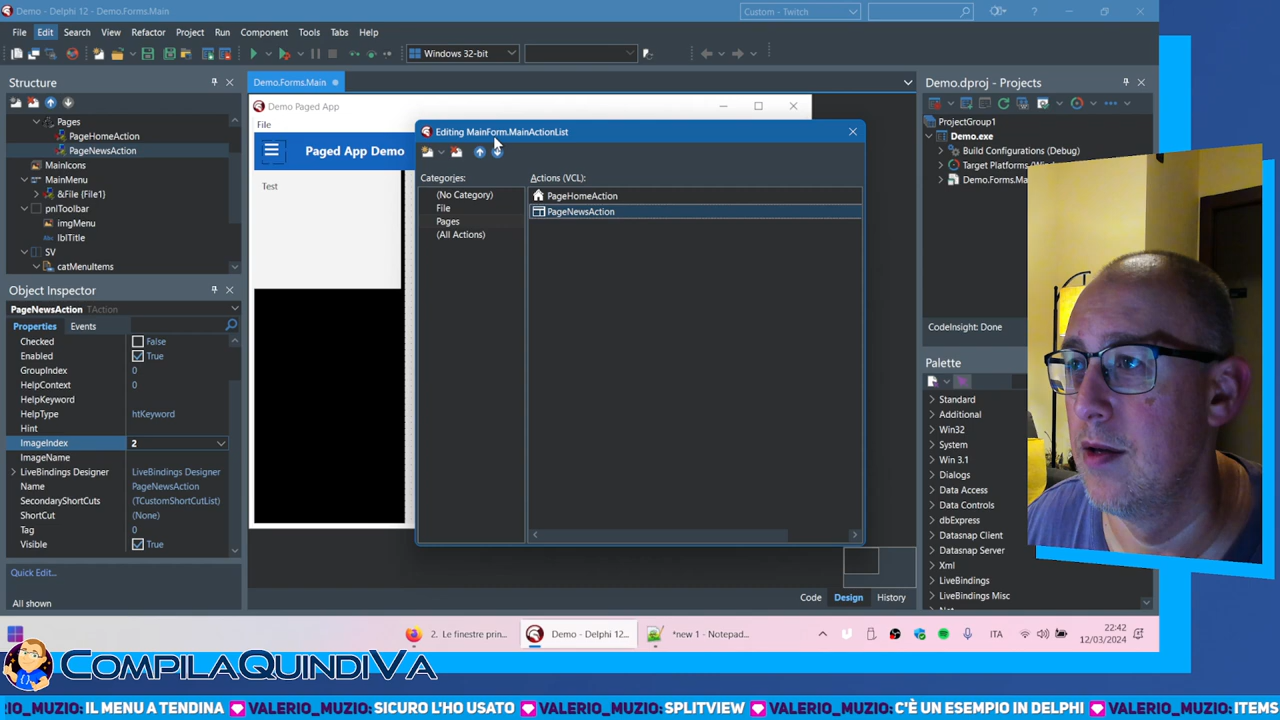 Demo - Delphi 12 - Demo.Forms.Main
Custom - Twitch
File Edit Search View Refactor Project Run Component Tools Tabs Help
Windows 32-bit
Structure
Pages
PageHomeAction
PageNewsAction
MainIcons
MainMenu
&File (File1)
pnlToolbar
imgMenu
lblTitle
SV
catMenuItems
Object Inspector
PageNewsAction TAction
Properties Events
Checked False
Enabled True
GroupIndex 0
HelpContext 0
HelpKeyword
HelpType htKeyword
Hint
ImageIndex 2
ImageName
LiveBindings Designer LiveBindings Designer
Name PageNewsAction
SecondaryShortCuts (TCustomShortCutList)
ShortCut (None)
Tag 0
Visible True
Quick Edit...
All shown
Demo.Forms.Main
Demo Paged App
File
Paged App Demo
Test
Editing MainForm.MainActionList
Categories:
(No Category)
File
Pages
(All Actions)
Actions (VCL):
PageHomeAction
PageNewsAction
Code Design History
Demo.dproj - Projects
ProjectGroup1
Demo.exe
Build Configurations (Debug)
Target Platforms (Win
Demo.Forms.Ma
CodeInsight: Done
Palette
Standard
Additional
Win32
System
Win 3.1
Dialogs
Data Access
Data Controls
dbExpress
Datasnap Client
Datasnap Server
Xml
LiveBindings
LiveBindings Misc
2. Le finestre prin...
Demo - Delphi 12...
*new 1 - Notepad...
ITA
22:42
12/03/2024
COMPILAQUINDIVA
RIO_MUZIO: IL MENU A TENDINA VALERIO_MUZIO: SICURO L'HO USATO VALERIO_MUZIO: SPLITVIEW VALERIO_MUZIO: C'È UN ESEMPIO IN DELPHI VALERIO_MUZIO: ITEMS